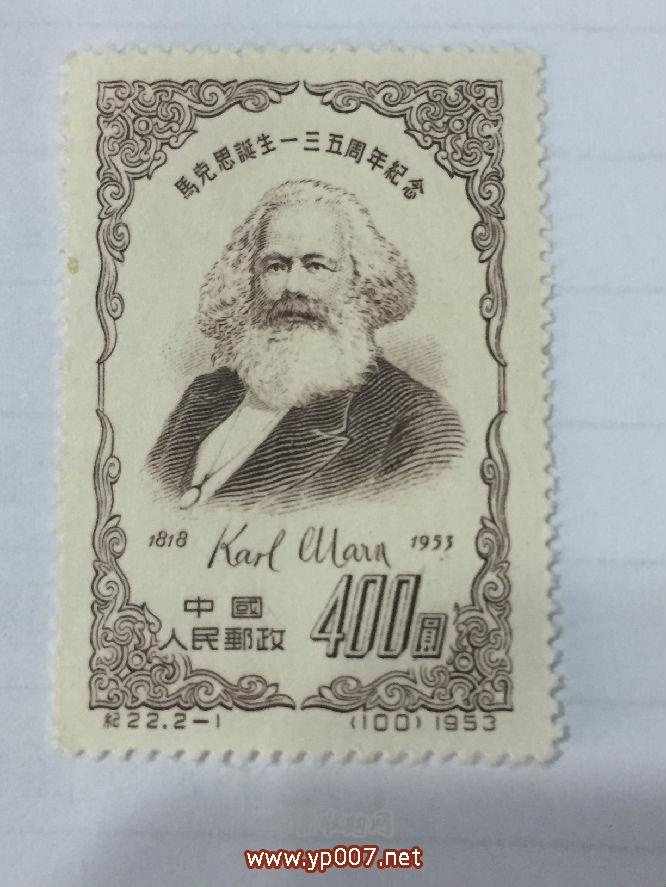 馬克思誕生一三五周年紀念
1818 Karl Marx 1953
中國
人民郵政 400圓
紀22.2-1 (100) 1953
www.yp007.net